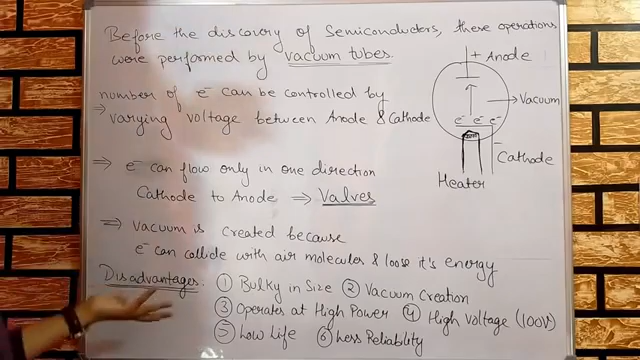 Before the discovery of Semiconductors, these operations
were performed by vacuum tubes.
number of e⁻ can be controlled by
⇒ varying voltage between Anode & Cathode
⇒ e⁻ can flow only in one direction
Cathode to Anode ⇒ Valves
⇒ Vacuum is created because
e⁻ can collide with air molecules & loose it's energy
Disadvantages: ① Bulky in Size ② Vacuum Creation
③ Operates at High Power ④ High Voltage (100V)
⑤ Low Life ⑥ Less Reliability
+ Anode
Vacuum
e⁻ e⁻ e⁻
–
Cathode
Heater